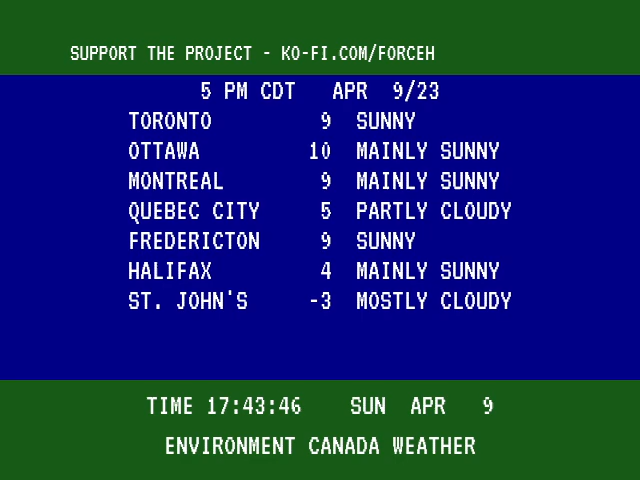 SUPPORT THE PROJECT - KO-FI.COM/FORCEH
5 PM CDT APR 9/23
TORONTO 9 SUNNY
OTTAWA 10 MAINLY SUNNY
MONTREAL 9 MAINLY SUNNY
QUEBEC CITY 5 PARTLY CLOUDY
FREDERICTON 9 SUNNY
HALIFAX 4 MAINLY SUNNY
ST. JOHN'S -3 MOSTLY CLOUDY
TIME 17:43:46 SUN APR 9
ENVIRONMENT CANADA WEATHER